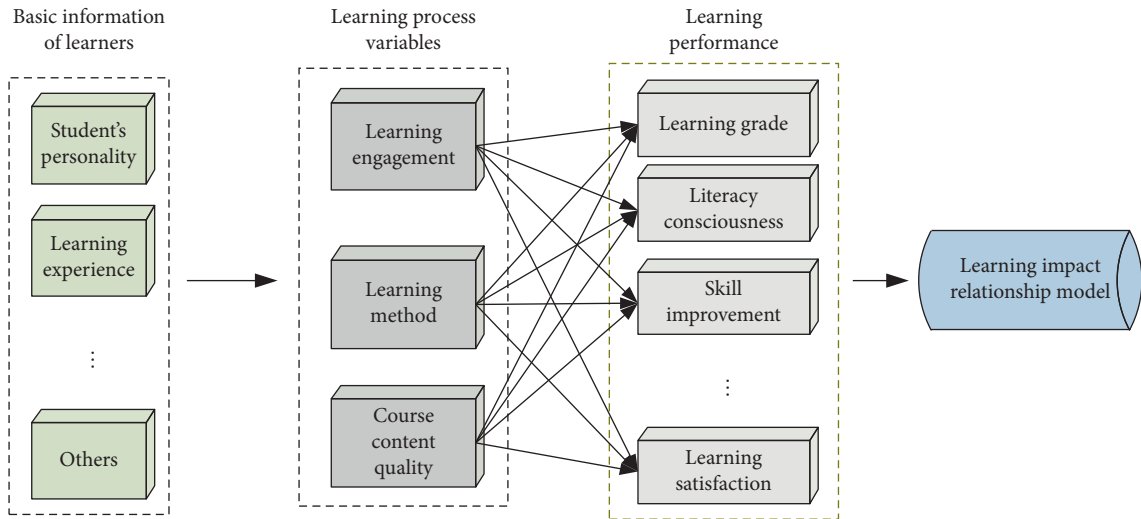 Basic information
of learners
Student's
personality
Learning
experience
...
Others
Learning process
variables
Learning
engagement
Learning
method
Course
content
quality
Learning
performance
Learning grade
Literacy
consciousness
Skill
improvement
...
Learning
satisfaction
Learning impact
relationship model